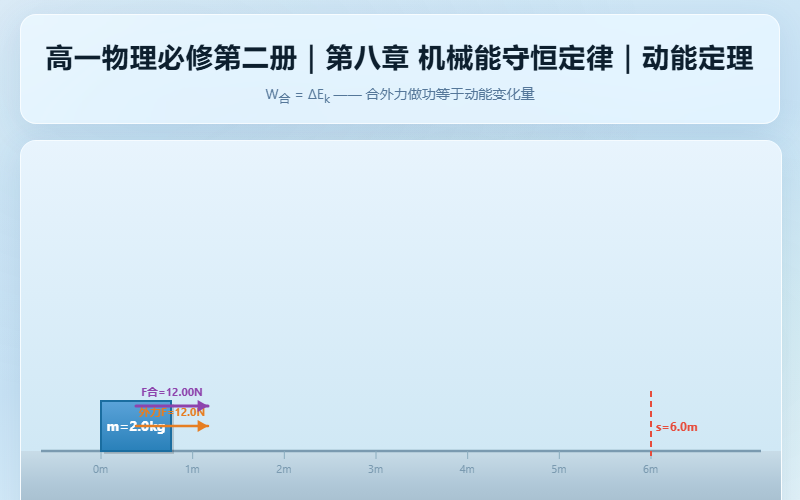 高一物理必修第二册｜第八章 机械能守恒定律｜动能定理
W合 = ΔEk —— 合外力做功等于动能变化量
F合=12.00N
外力F=12.0N
m=2.0kg
s=6.0m
0m 1m 2m 3m 4m 5m 6m